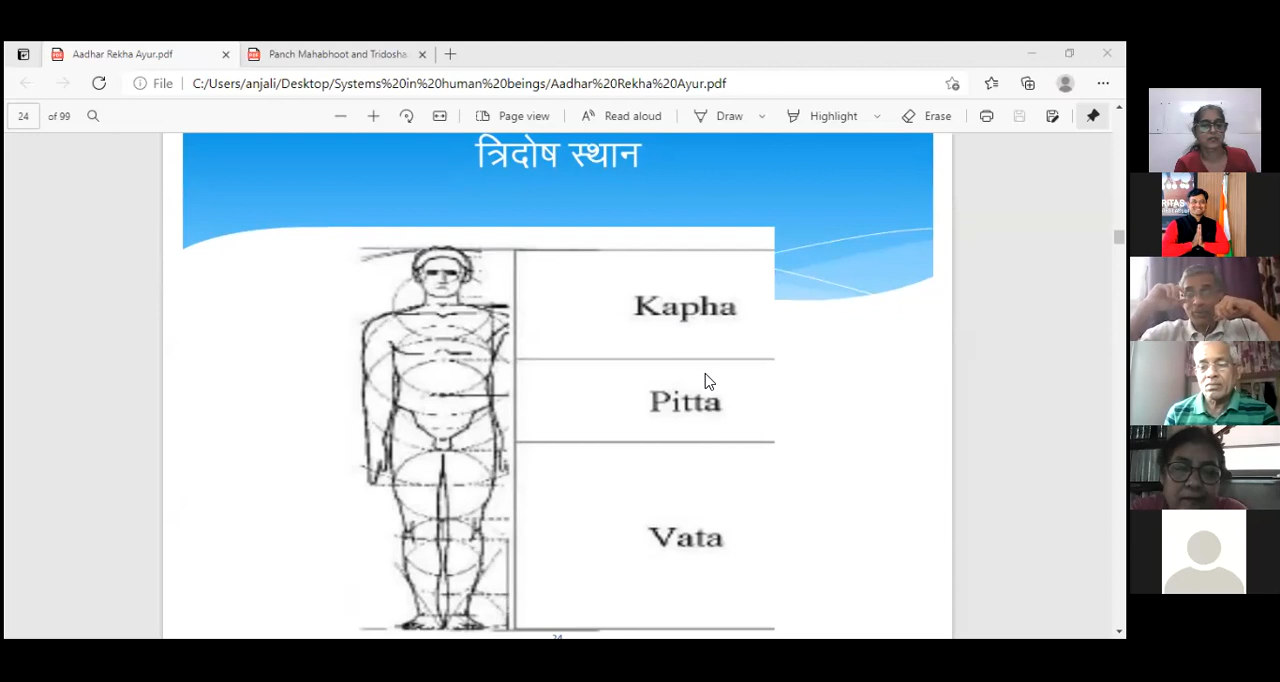 Aadhar Rekha Ayur.pdf
Panch Mahabhoot and Tridosha
File
C:/Users/anjali/Desktop/Systems%20in%20human%20beings/Aadhar%20Rekha%20Ayur.pdf
24 of 99
Page view
Read aloud
Draw
Highlight
Erase
त्रिदोष स्थान
Kapha
Pitta
Vata
24